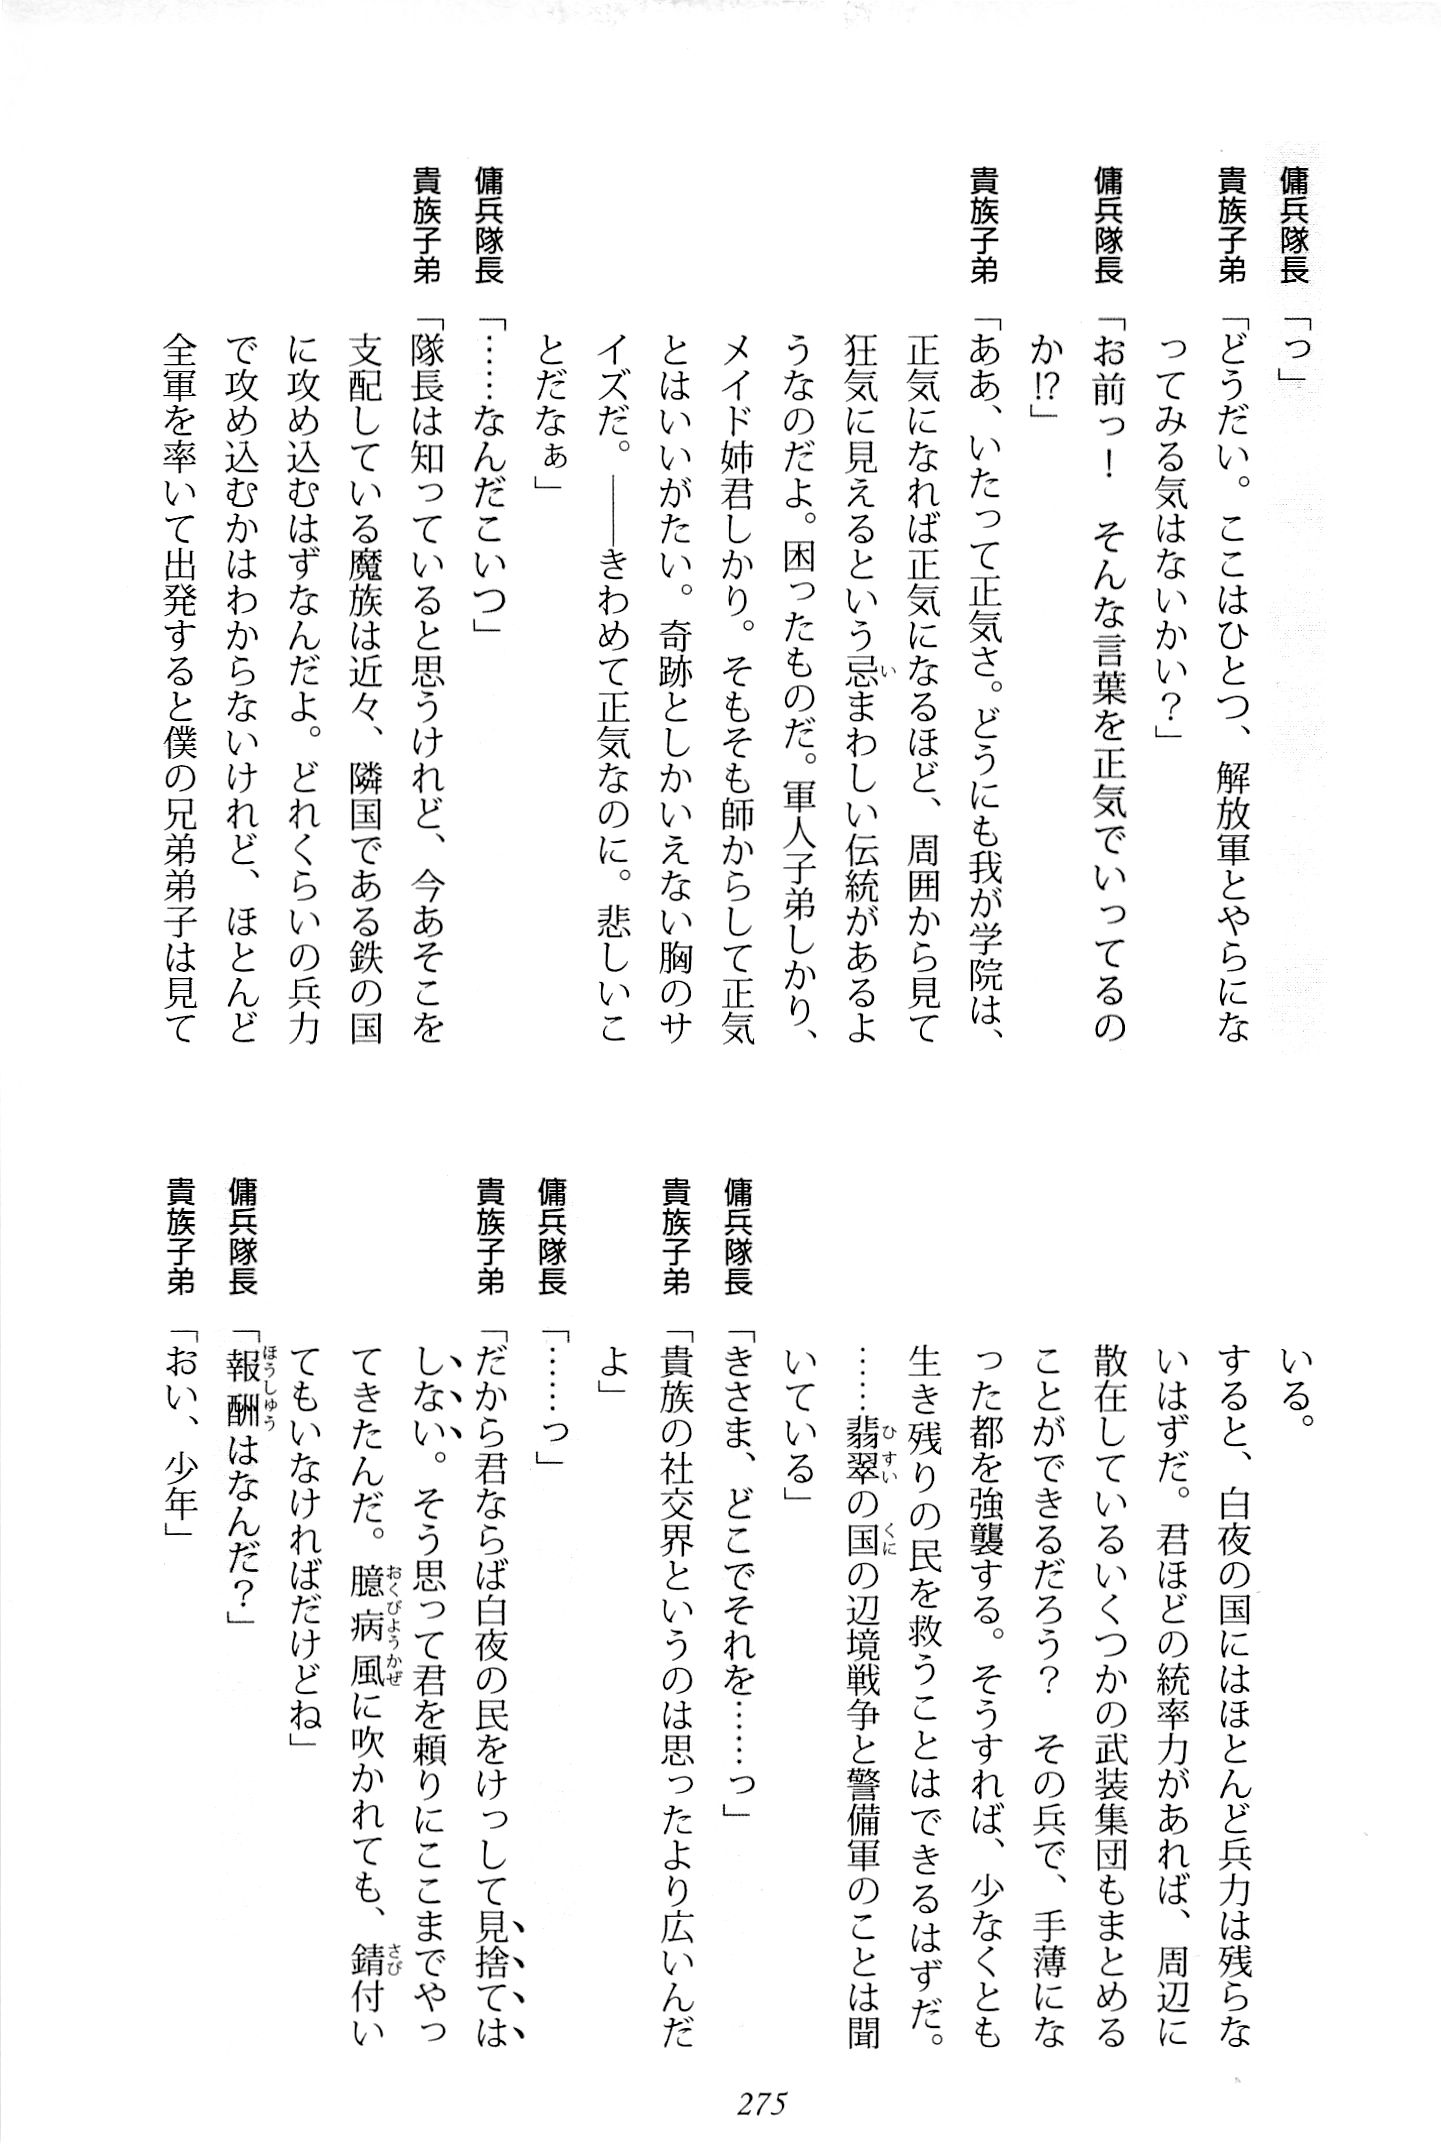 傭兵隊長「っ」
貴族子弟「どうだい。ここはひとつ、解放軍とやらにな
ってみる気はないかい？」
傭兵隊長「お前っ！　そんな言葉を正気でいってるの
か!?」
貴族子弟「ああ、いたって正気さ。どうにも我が学院は、
正気になれば正気になるほど、周囲から見て
狂気に見えるという忌まわしい伝統があるよ
うなのだよ。困ったものだ。軍人子弟しかり、
メイド姉君しかり。そもそも師からして正気
とはいいがたい。奇跡としかいえない胸のサ
イズだ。――きわめて正気なのに。悲しいこ
とだなぁ」
傭兵隊長「……なんだこいつ」
貴族子弟「隊長は知っていると思うけれど、今あそこを
支配している魔族は近々、隣国である鉄の国
に攻め込むはずなんだよ。どれくらいの兵力
で攻め込むかはわからないけれど、ほとんど
全軍を率いて出発すると僕の兄弟弟子は見て
いる。
すると、白夜の国にはほとんど兵力は残らな
いはずだ。君ほどの統率力があれば、周辺に
散在しているいくつかの武装集団もまとめる
ことができるだろう？　その兵で、手薄にな
った都を強襲する。そうすれば、少なくとも
生き残りの民を救うことはできるはずだ。
……翡翠の国の辺境戦争と警備軍のことは聞
いている」
傭兵隊長「きさま、どこでそれを……っ」
貴族子弟「貴族の社交界というのは思ったより広いんだ
よ」
傭兵隊長「……っ」
貴族子弟「だから君ならば白夜の民をけっして見捨ては
しない。そう思って君を頼りにここまでやっ
てきたんだ。臆病風に吹かれても、錆付い
てもいなければだけどね」
傭兵隊長「報酬はなんだ？」
貴族子弟「おい、少年」
275